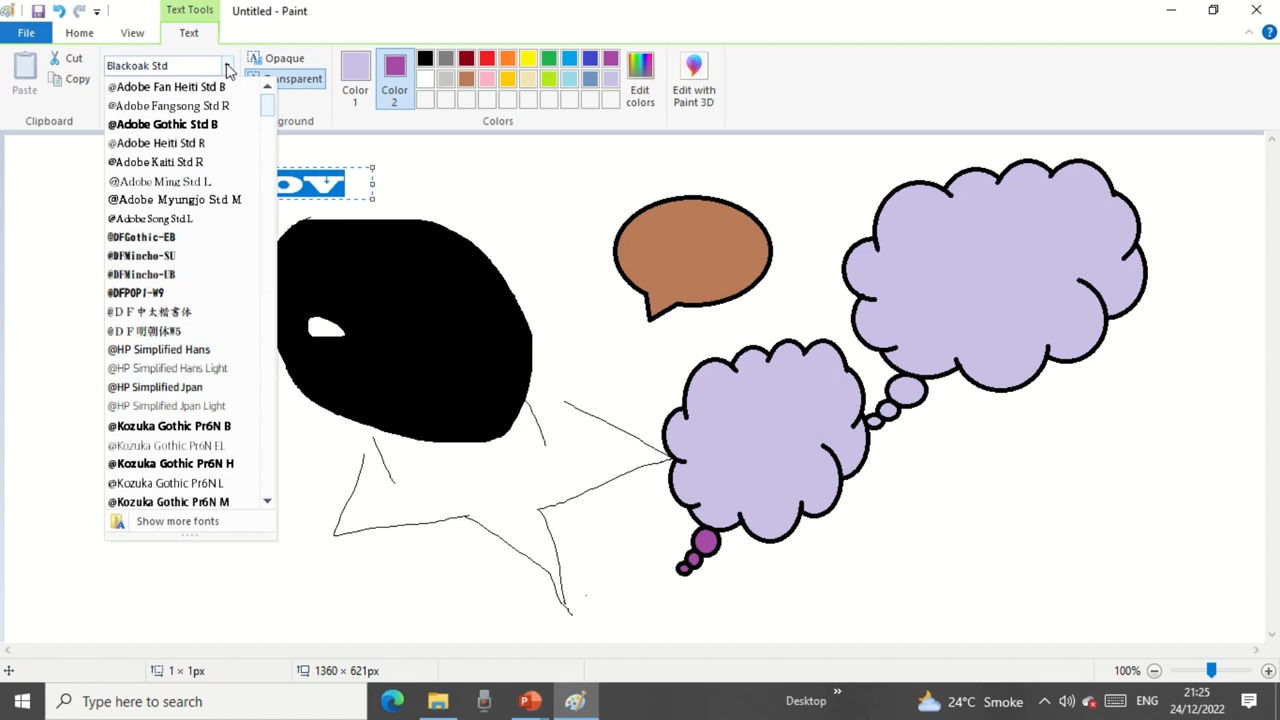 Text Tools
Untitled - Paint
File
Home
View
Text
Paste
Cut
Copy
Clipboard
Blackoak Std
Opaque
ansparent
ound
Color 1
Color 2
Edit colors
Colors
Edit with Paint 3D
@Adobe Fan Heiti Std B
@Adobe Fangsong Std R
@Adobe Gothic Std B
@Adobe Heiti Std R
@Adobe Kaiti Std R
@Adobe Ming Std L
@Adobe Myungjo Std M
@Adobe Song Std L
@DFGothic-EB
@DFMincho-SU
@DFMincho-UB
@DFPOP1-W9
@ＤＦ中太楷書体
@ＤＦ明朝体W5
@HP Simplified Hans
@HP Simplified Hans Light
@HP Simplified Jpan
@HP Simplified Jpan Light
@Kozuka Gothic Pr6N B
@Kozuka Gothic Pr6N EL
@Kozuka Gothic Pr6N H
@Kozuka Gothic Pr6N L
@Kozuka Gothic Pr6N M
Show more fonts
ov
1 × 1px
1360 × 621px
100%
Type here to search
Desktop
24°C Smoke
ENG
21:25
24/12/2022